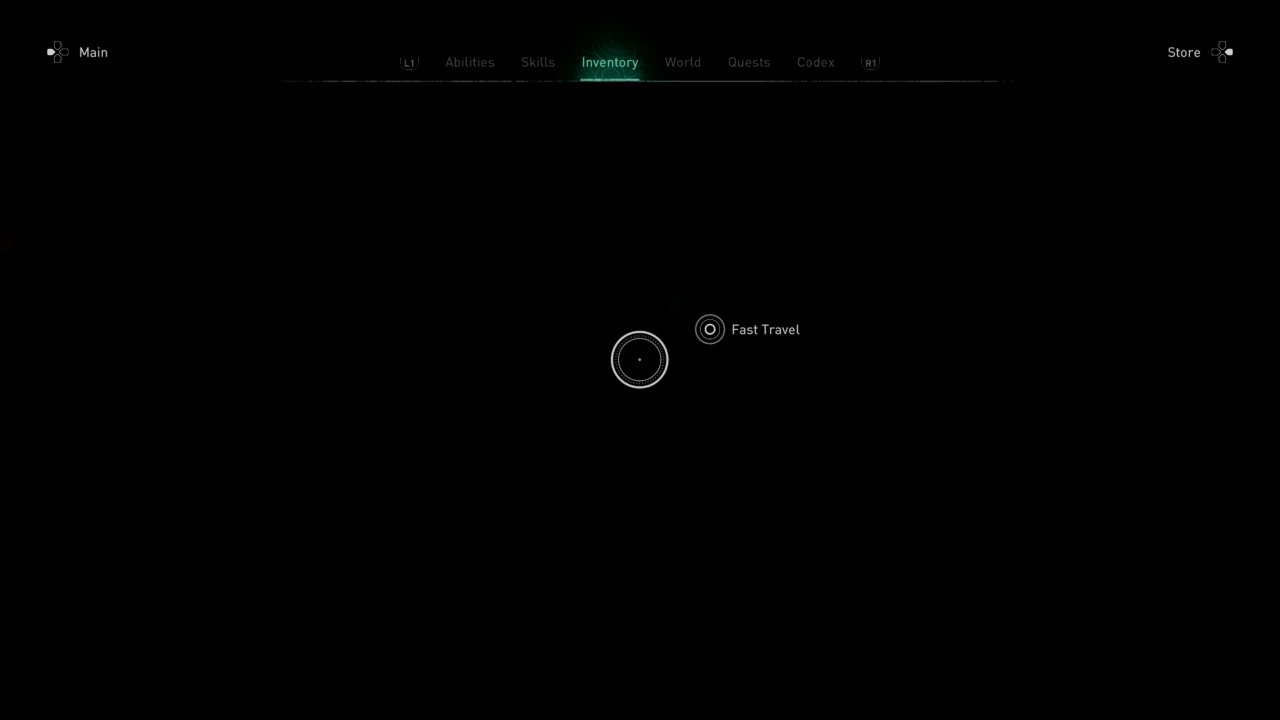 Main
L1 Abilities Skills Inventory World Quests Codex R1
Store
Fast Travel